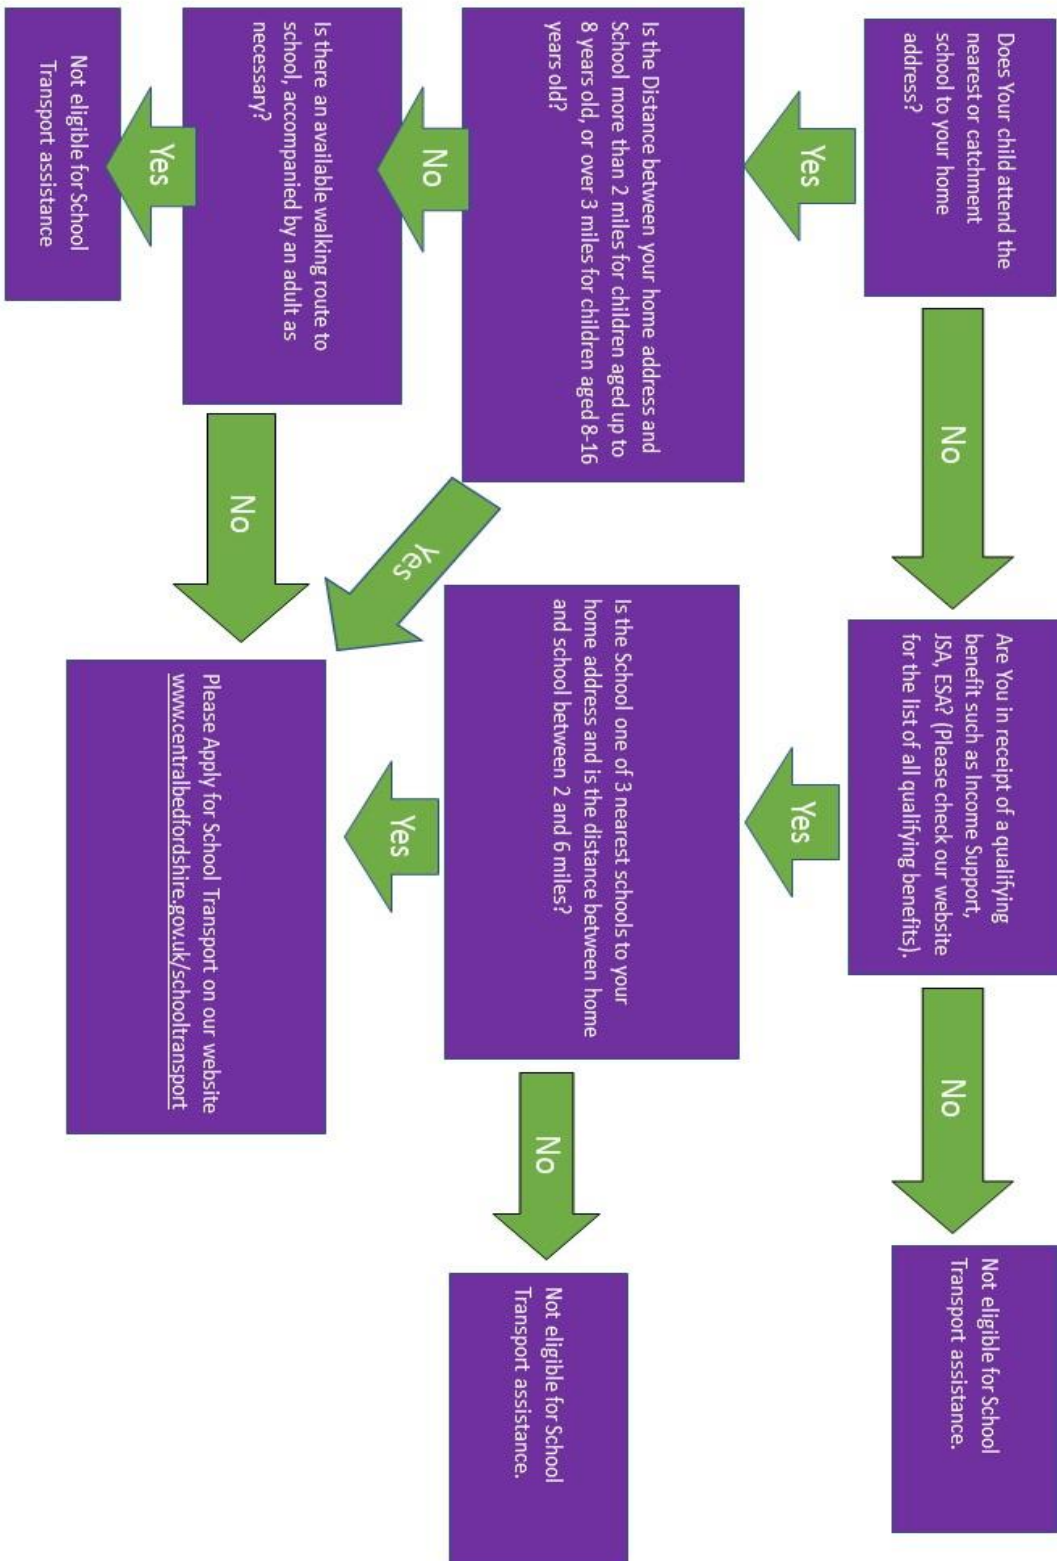 Does Your child attend the
nearest or catchment
school to your home
address?
No
Are You in receipt of a qualifying
benefit such as Income Support,
JSA, ESA? (Please check our website
for the list of all qualifying benefits).
No
Not eligible for School
Transport assistance.
Yes
Yes
Is the Distance between your home address and
School more than 2 miles for children aged up to
8 years old, or over 3 miles for children aged 8-16
years old?
Is the School one of 3 nearest schools to your
home address and is the distance between home
and school between 2 and 6 miles?
No
Not eligible for School
Transport assistance.
No
Yes
Yes
Is there an available walking route to
school, accompanied by an adult as
necessary?
No
Please Apply for School Transport on our website
www.centralbedfordshire.gov.uk/schooltransport
Yes
Not eligible for School
Transport assistance